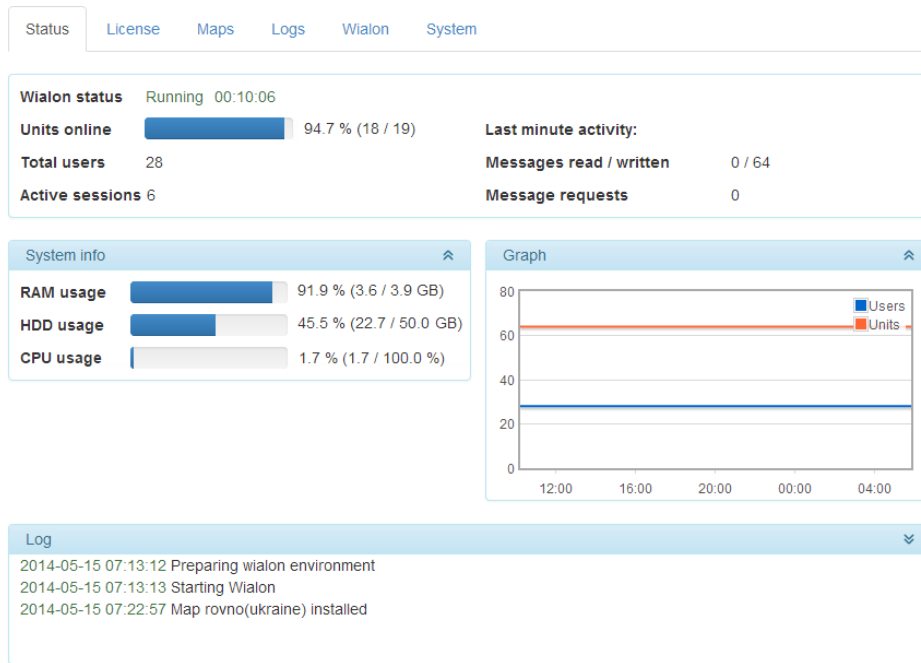 Status License Maps Logs Wialon System
Wialon status Running 00:10:06
Units online 94.7 % (18 / 19) Last minute activity:
Total users 28 Messages read / written 0 / 64
Active sessions 6 Message requests 0
System info
RAM usage 91.9 % (3.6 / 3.9 GB)
HDD usage 45.5 % (22.7 / 50.0 GB)
CPU usage 1.7 % (1.7 / 100.0 %)
Graph
80
60
40
20
0
Users
Units
12:00 16:00 20:00 00:00 04:00
Log
2014-05-15 07:13:12 Preparing wialon environment
2014-05-15 07:13:13 Starting Wialon
2014-05-15 07:22:57 Map rovno(ukraine) installed